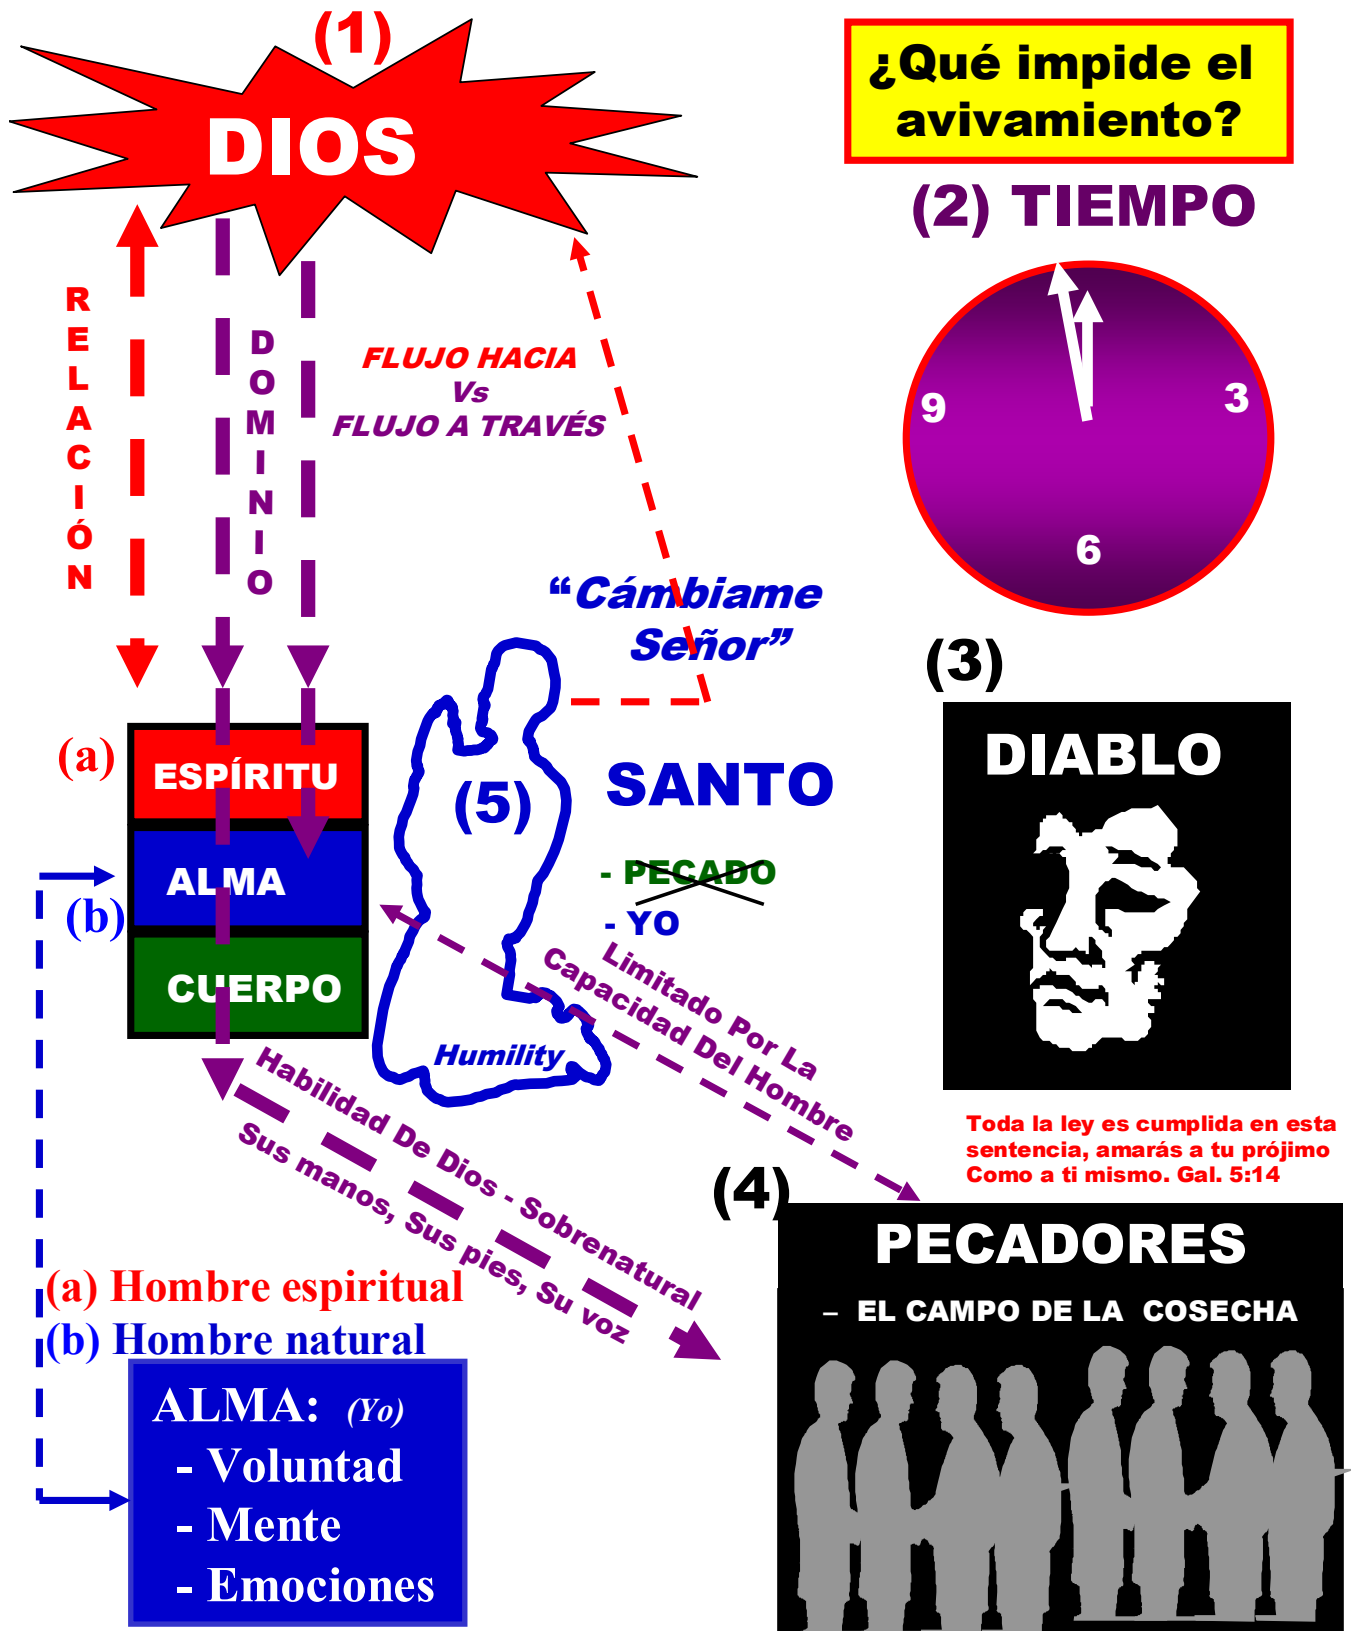 (1)
DIOS
¿Qué impide el
avivamiento?
(2) TIEMPO
9
3
6
RELACIÓN
DOMINIO
FLUJO HACIA
Vs
FLUJO A TRAVÉS
“Cámbiame
Señor”
(3)
DIABLO
(a)
ESPÍRITU
ALMA
(b)
CUERPO
(5)
SANTO
- PECADO
- YO
Humility
Limitado Por La
Capacidad Del Hombre
Habilidad De Dios - Sobrenatural
Sus manos, Sus pies, Su voz
Toda la ley es cumplida en esta
sentencia, amarás a tu prójimo
Como a ti mismo. Gal. 5:14
(4)
PECADORES
– EL CAMPO DE LA COSECHA
(a) Hombre espiritual
(b) Hombre natural
ALMA: (Yo)
- Voluntad
- Mente
- Emociones